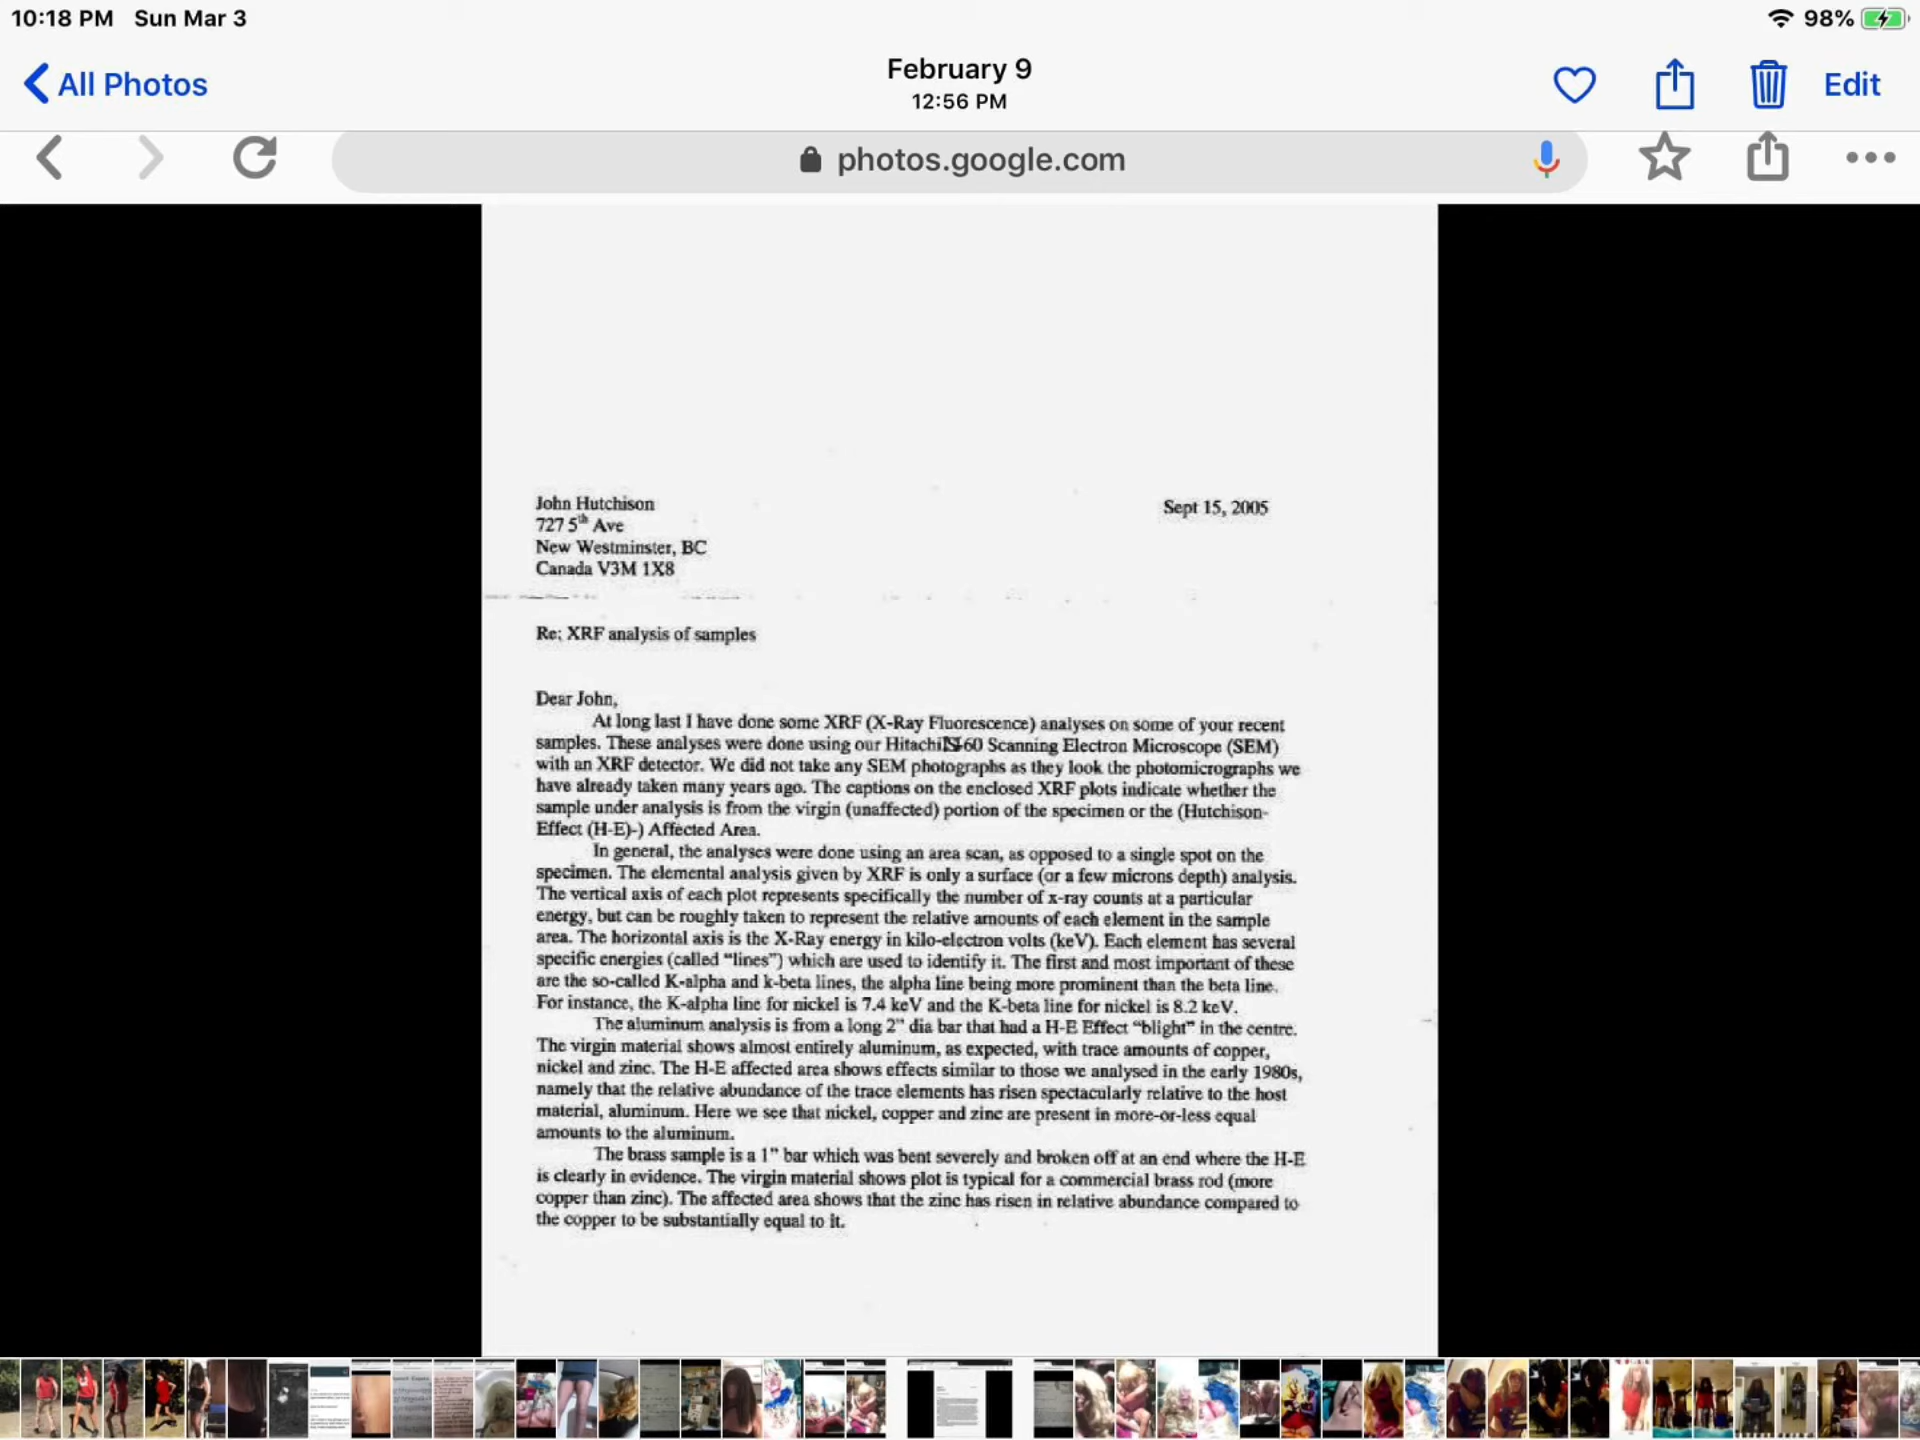 10:18 PM Sun Mar 3
98%
All Photos
February 9
12:56 PM
Edit
photos.google.com
John Hutchison
Sept 15, 2005
727 5th Ave
New Westminster, BC
Canada V3M 1X8
Re: XRF analysis of samples
Dear John,
At long last I have done some XRF (X-Ray Fluorescence) analyses on some of your recent
samples. These analyses were done using our Hitachi 60 Scanning Electron Microscope (SEM)
with an XRF detector. We did not take any SEM photographs as they look the photomicrographs we
have already taken many years ago. The captions on the enclosed XRF plots indicate whether the
sample under analysis is from the virgin (unaffected) portion of the specimen or the (Hutchison-
Effect (H-E)-) Affected Area.
In general, the analyses were done using an area scan, as opposed to a single spot on the
specimen. The elemental analysis given by XRF is only a surface (or a few microns depth) analysis.
The vertical axis of each plot represents specifically the number of x-ray counts at a particular
energy, but can be roughly taken to represent the relative amounts of each element in the sample
area. The horizontal axis is the X-Ray energy in kilo-electron volts (keV). Each element has several
specific energies (called “lines”) which are used to identify it. The first and most important of these
are the so-called K-alpha and k-beta lines, the alpha line being more prominent than the beta line.
For instance, the K-alpha line for nickel is 7.4 keV and the K-beta line for nickel is 8.2 keV.
The aluminum analysis is from a long 2” dia bar that had a H-E Effect “blight” in the centre.
The virgin material shows almost entirely aluminum, as expected, with trace amounts of copper,
nickel and zinc. The H-E affected area shows effects similar to those we analysed in the early 1980s,
namely that the relative abundance of the trace elements has risen spectacularly relative to the host
material, aluminum. Here we see that nickel, copper and zinc are present in more-or-less equal
amounts to the aluminum.
The brass sample is a 1” bar which was bent severely and broken off at an end where the H-E
is clearly in evidence. The virgin material shows plot is typical for a commercial brass rod (more
copper than zinc). The affected area shows that the zinc has risen in relative abundance compared to
the copper to be substantially equal to it.